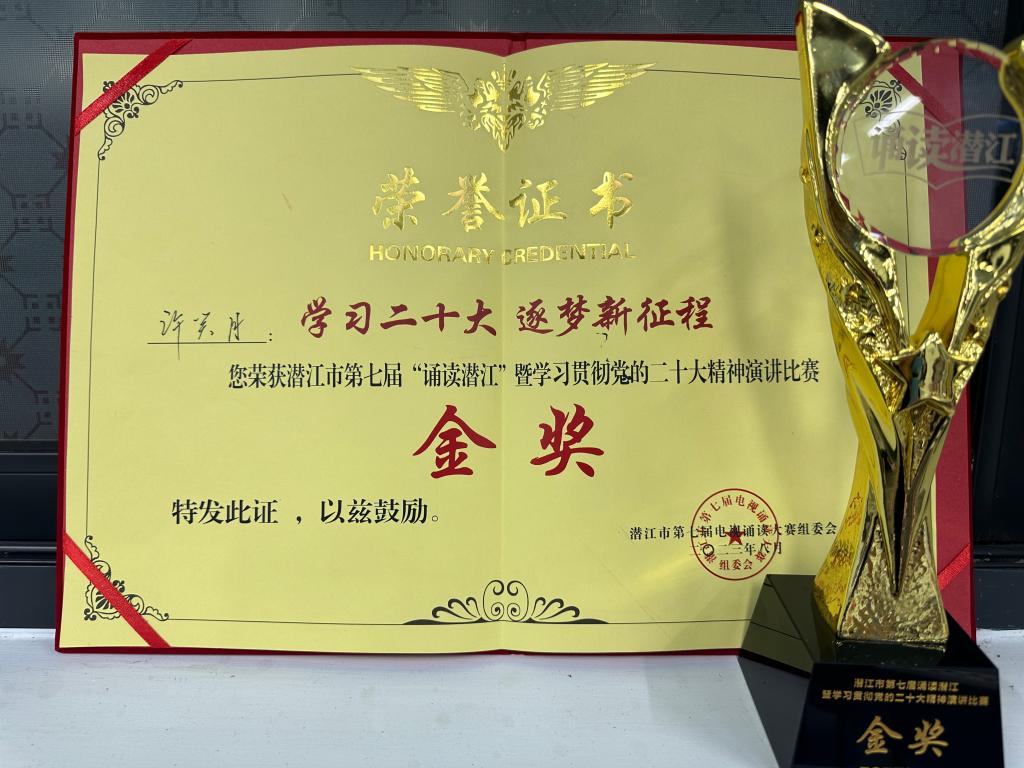 荣誉证书
HONORARY CREDENTIAL
学习二十大 逐梦新征程
您荣获潜江市第七届“诵读潜江”暨学习贯彻党的二十大精神演讲比赛
金奖
特发此证，以兹鼓励。
潜江市第七届电视诵读大赛组委会
组委会
诵读潜江
潜江市第七届诵读潜江
暨学习贯彻党的二十大精神演讲比赛
金奖